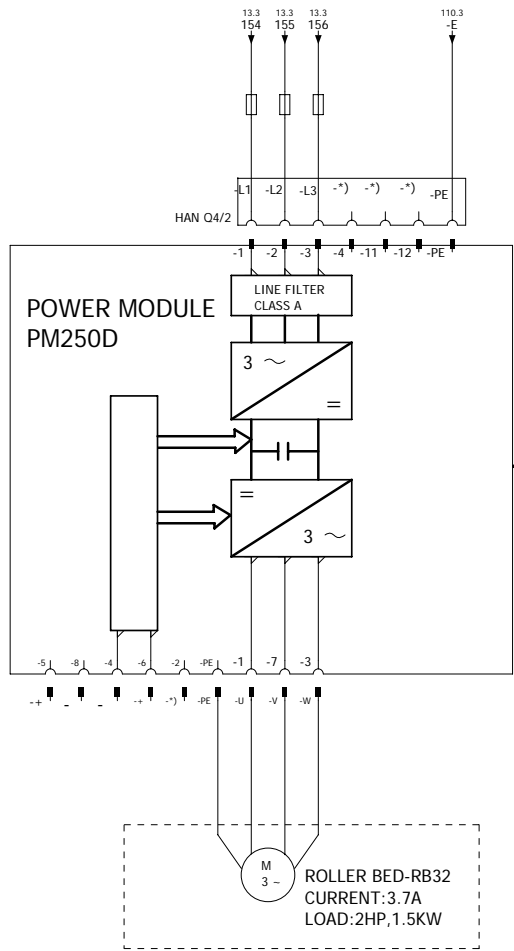 13.3 13.3 13.3 110.3
154 155 156 -E
-L1 -L2 -L3 -*) -*) -*) -PE
HAN Q4/2
-1 -2 -3 -4 -11 -12 -PE
LINE FILTER
CLASS A
POWER MODULE
PM250D
3 ~
=
=
3 ~
-5 -8 -4 -6 -2 -PE -1 -7 -3
-+ - - -+ -*) -PE -U -V -W
M
3 ~
ROLLER BED-RB32
CURRENT:3.7A
LOAD:2HP,1.5KW